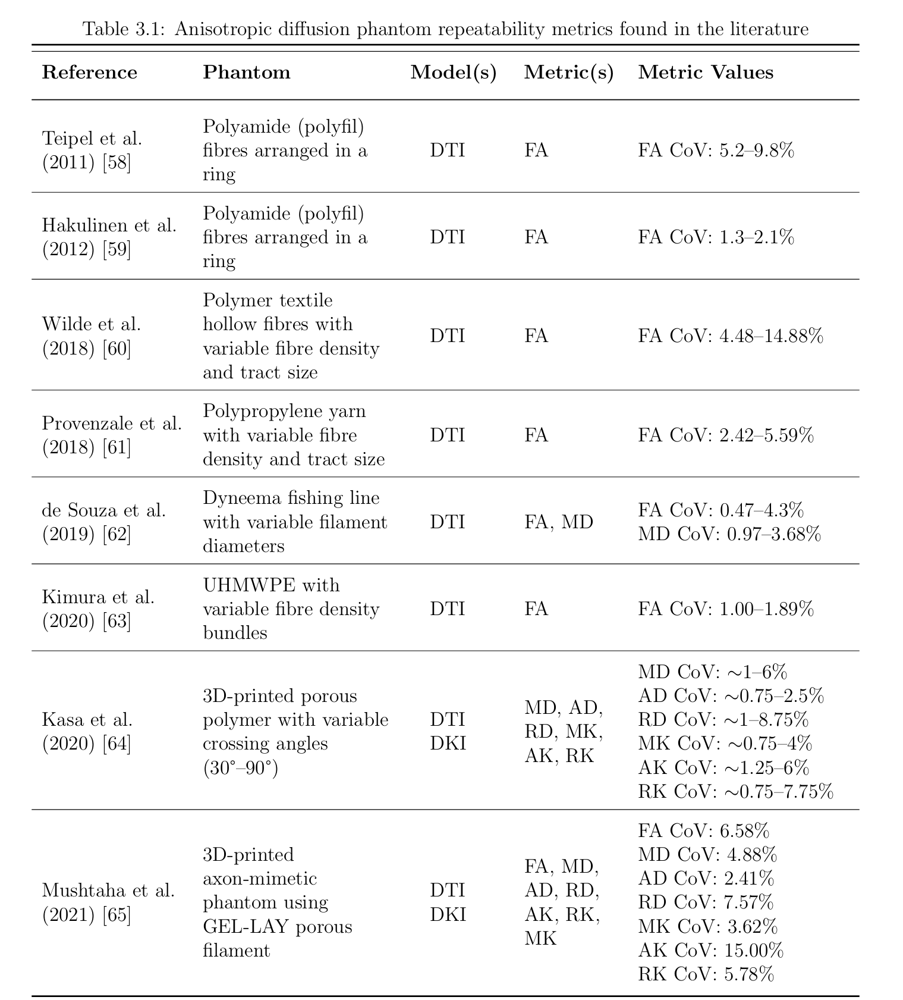 Table 3.1: Anisotropic diffusion phantom repeatability metrics found in the literature
Reference Phantom Model(s) Metric(s) Metric Values
Teipel et al.
(2011) [58]
Polyamide (polyfil)
fibres arranged in a
ring
DTI
FA
FA CoV: 5.2–9.8%
Hakulinen et al.
(2012) [59]
Polyamide (polyfil)
fibres arranged in a
ring
DTI
FA
FA CoV: 1.3–2.1%
Wilde et al.
(2018) [60]
Polymer textile
hollow fibres with
variable fibre density
and tract size
DTI
FA
FA CoV: 4.48–14.88%
Provenzale et al.
(2018) [61]
Polypropylene yarn
with variable fibre
density and tract size
DTI
FA
FA CoV: 2.42–5.59%
de Souza et al.
(2019) [62]
Dyneema fishing line
with variable filament
diameters
DTI
FA, MD
FA CoV: 0.47–4.3%
MD CoV: 0.97–3.68%
Kimura et al.
(2020) [63]
UHMWPE with
variable fibre density
bundles
DTI
FA
FA CoV: 1.00–1.89%
Kasa et al.
(2020) [64]
3D-printed porous
polymer with variable
crossing angles
(30°–90°)
DTI
DKI
MD, AD,
RD, MK,
AK, RK
MD CoV: ~1–6%
AD CoV: ~0.75–2.5%
RD CoV: ~1–8.75%
MK CoV: ~0.75–4%
AK CoV: ~1.25–6%
RK CoV: ~0.75–7.75%
Mushtaha et al.
(2021) [65]
3D-printed
axon-mimetic
phantom using
GEL-LAY porous
filament
DTI
DKI
FA, MD,
AD, RD,
AK, RK,
MK
FA CoV: 6.58%
MD CoV: 4.88%
AD CoV: 2.41%
RD CoV: 7.57%
MK CoV: 3.62%
AK CoV: 15.00%
RK CoV: 5.78%